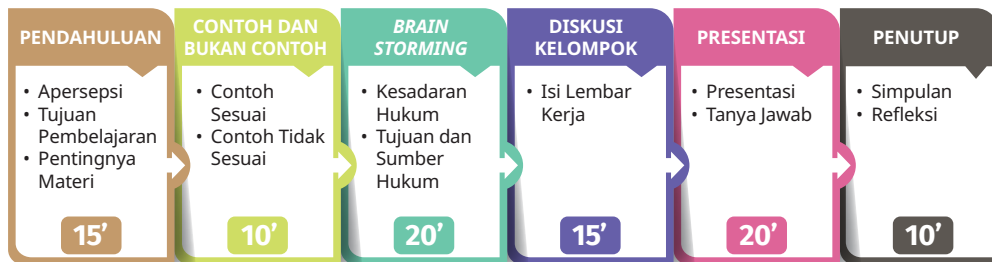 PENDAHULUAN
• Apersepsi
• Tujuan
Pembelajaran
• Pentingnya
Materi
15’
CONTOH DAN
BUKAN CONTOH
• Contoh
Sesuai
• Contoh Tidak
Sesuai
10’
BRAIN
STORMING
• Kesadaran
Hukum
• Tujuan dan
Sumber
Hukum
20’
DISKUSI
KELOMPOK
• Isi Lembar
Kerja
15’
PRESENTASI
• Presentasi
• Tanya Jawab
20’
PENUTUP
• Simpulan
• Refleksi
10’